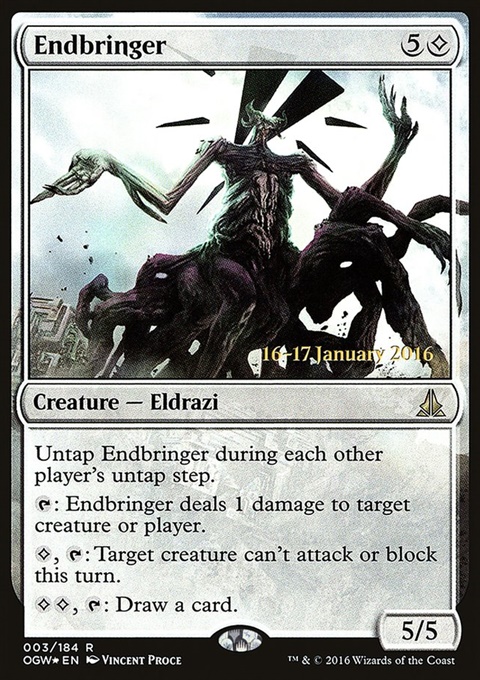 Endbringer 5
16–17 January 2016
Creature — Eldrazi
Untap Endbringer during each other
player's untap step.
: Endbringer deals 1 damage to target
creature or player.
, : Target creature can't attack or block
this turn.
, : Draw a card.
5/5
003/184 R
OGW★EN VINCENT PROCE
™ & © 2016 Wizards of the Coast